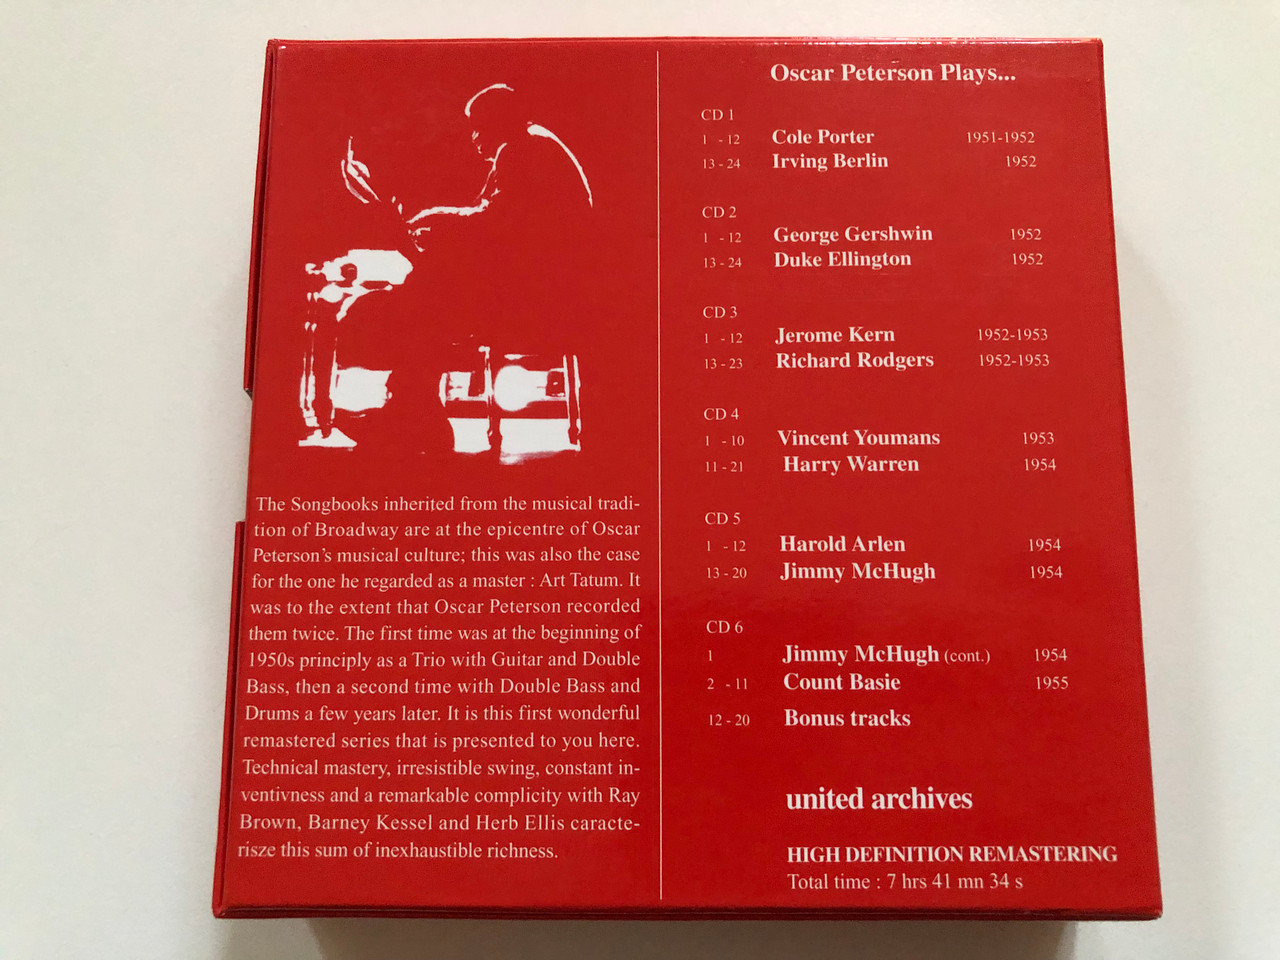 The Songbooks inherited from the musical tradi-
tion of Broadway are at the epicentre of Oscar
Peterson's musical culture; this was also the case
for the one he regarded as a master : Art Tatum. It
was to the extent that Oscar Peterson recorded
them twice. The first time was at the beginning of
1950s principly as a Trio with Guitar and Double
Bass, then a second time with Double Bass and
Drums a few years later. It is this first wonderful
remastered series that is presented to you here.
Technical mastery, irresistible swing, constant in-
ventivness and a remarkable complicity with Ray
Brown, Barney Kessel and Herb Ellis caracte-
risze this sum of inexhaustible richness.
Oscar Peterson Plays...
CD 1
1 - 12 Cole Porter 1951-1952
13 - 24 Irving Berlin 1952
CD 2
1 - 12 George Gershwin 1952
13 - 24 Duke Ellington 1952
CD 3
1 - 12 Jerome Kern 1952-1953
13 - 23 Richard Rodgers 1952-1953
CD 4
1 - 10 Vincent Youmans 1953
11 - 21 Harry Warren 1954
CD 5
1 - 12 Harold Arlen 1954
13 - 20 Jimmy McHugh 1954
CD 6
1 Jimmy McHugh (cont.) 1954
2 - 11 Count Basie 1955
12 - 20 Bonus tracks
united archives
HIGH DEFINITION REMASTERING
Total time : 7 hrs 41 mn 34 s